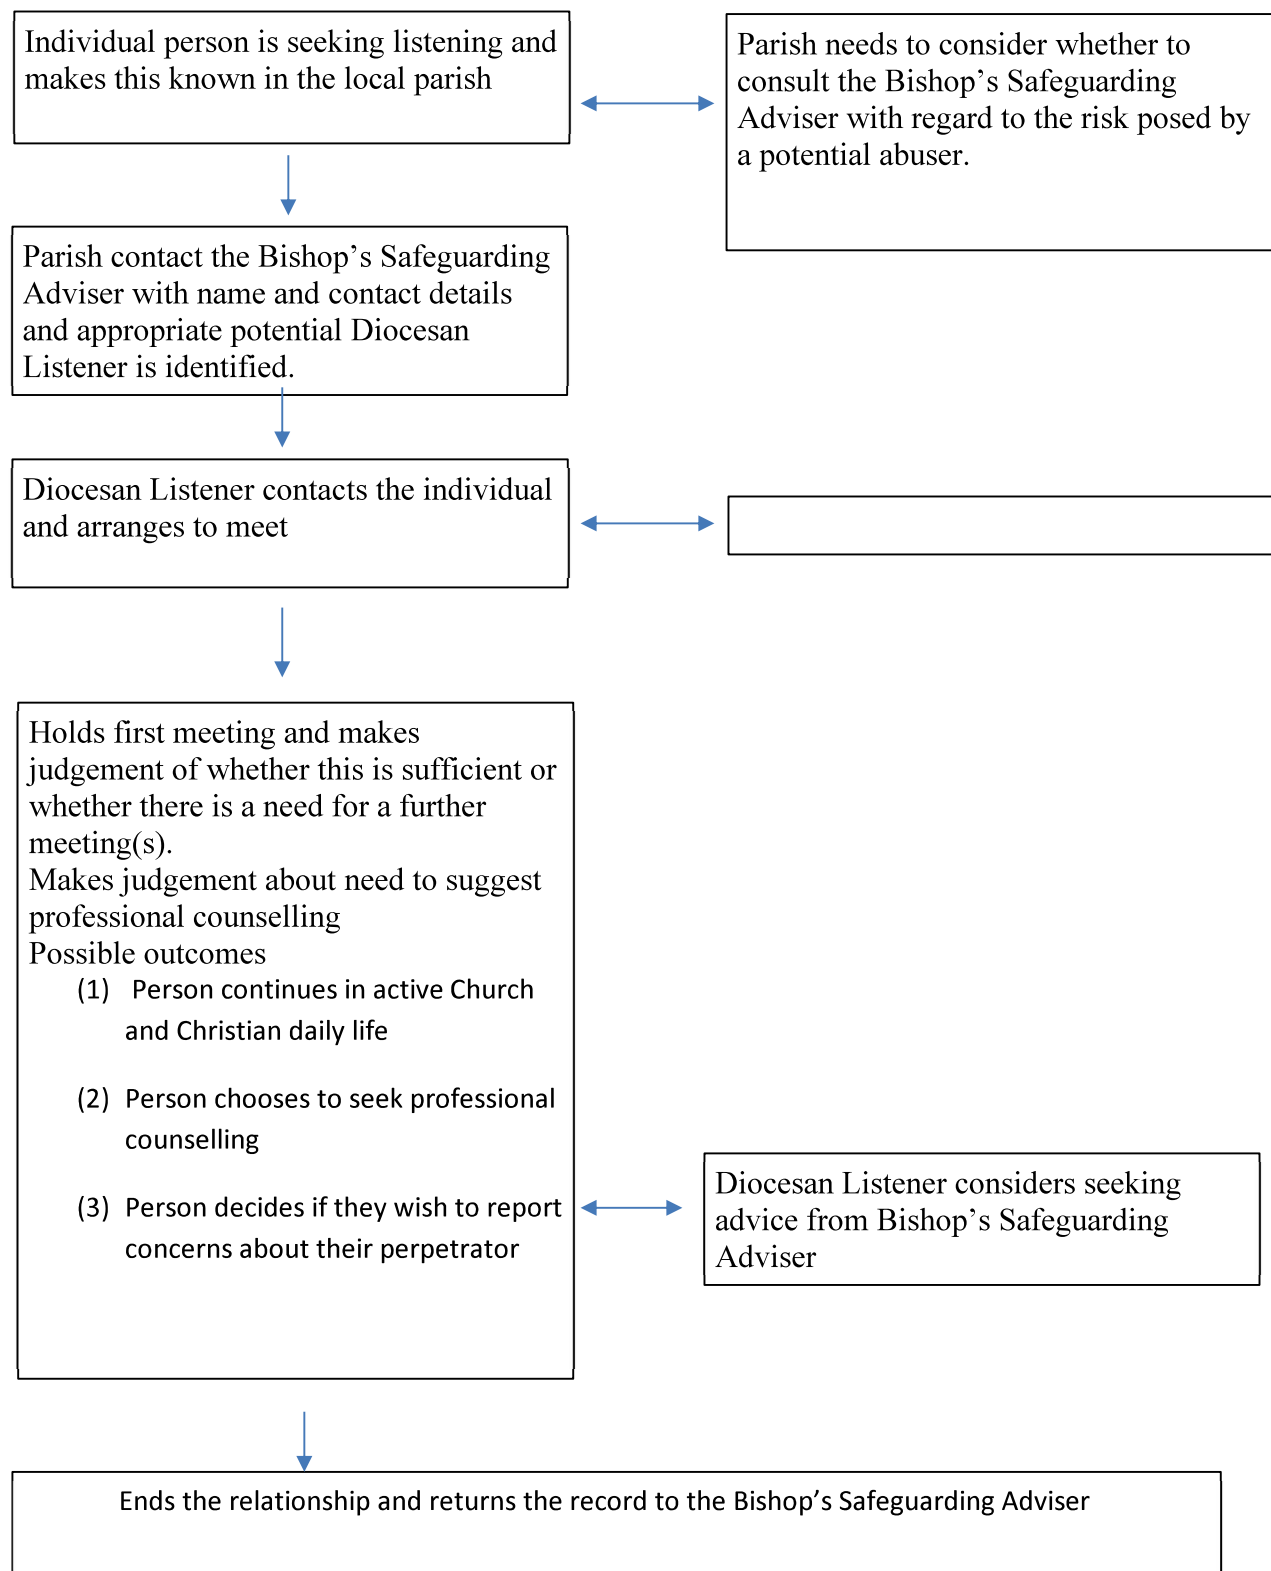 Individual person is seeking listening and
makes this known in the local parish
Parish needs to consider whether to
consult the Bishop’s Safeguarding
Adviser with regard to the risk posed by
a potential abuser.
Parish contact the Bishop’s Safeguarding
Adviser with name and contact details
and appropriate potential Diocesan
Listener is identified.
Diocesan Listener contacts the individual
and arranges to meet
Holds first meeting and makes
judgement of whether this is sufficient or
whether there is a need for a further
meeting(s).
Makes judgement about need to suggest
professional counselling
Possible outcomes
(1) Person continues in active Church
and Christian daily life
(2) Person chooses to seek professional
counselling
(3) Person decides if they wish to report
concerns about their perpetrator
Diocesan Listener considers seeking
advice from Bishop’s Safeguarding
Adviser
Ends the relationship and returns the record to the Bishop’s Safeguarding Adviser